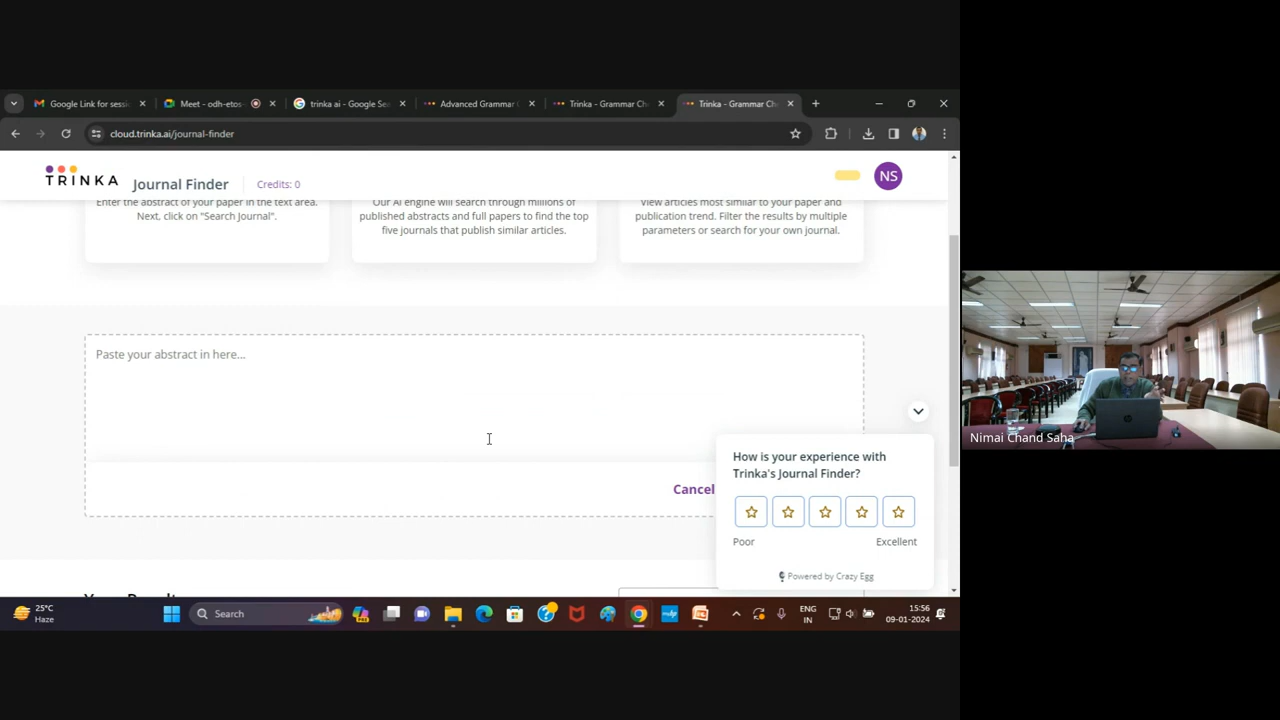 Google Link for sessi
Meet - odh-etos-
trinka ai - Google Sea
Advanced Grammar C
Trinka - Grammar Che
Trinka - Grammar Che
cloud.trinka.ai/journal-finder
TRINKA
Journal Finder
Credits: 0
NS
Enter the abstract of your paper in the text area.
Next, click on "Search Journal".
Our AI engine will search through millions of
published abstracts and full papers to find the top
five journals that publish similar articles.
View articles most similar to your paper and
publication trend. Filter the results by multiple
parameters or search for your own journal.
Paste your abstract in here...
Cancel
How is your experience with
Trinka's Journal Finder?
Poor
Excellent
Powered by Crazy Egg
25°C
Haze
Search
ENG
IN
15:56
09-01-2024
Nimai Chand Saha